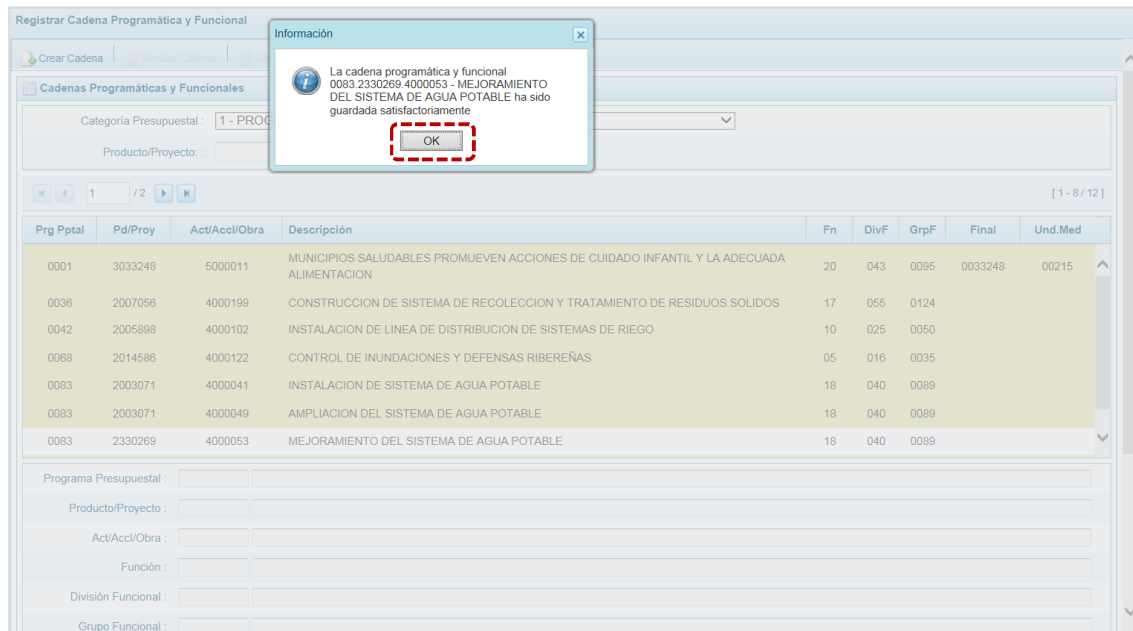 Registrar Cadena Programática y Funcional
Información
Crear Cadena
Mostrar Cadena
La cadena programática y funcional
0083.2330269.4000053 - MEJORAMIENTO
DEL SISTEMA DE AGUA POTABLE ha sido
guardada satisfactoriamente
OK
Cadenas Programáticas y Funcionales
Categoría Presupuestal : 1 - PROG
Producto/Proyecto: :
1 / 2 [ 1 - 8 / 12 ]
Prg Pptal Pd/Proy Act/AccI/Obra Descripción Fn DivF GrpF Final Und.Med
0001 3033248 5000011 MUNICIPIOS SALUDABLES PROMUEVEN ACCIONES DE CUIDADO INFANTIL Y LA ADECUADA ALIMENTACION 20 043 0095 0033248 00215
0036 2007056 4000199 CONSTRUCCION DE SISTEMA DE RECOLECCION Y TRATAMIENTO DE RESIDUOS SOLIDOS 17 055 0124
0042 2005898 4000102 INSTALACION DE LINEA DE DISTRIBUCION DE SISTEMAS DE RIEGO 10 025 0050
0068 2014586 4000122 CONTROL DE INUNDACIONES Y DEFENSAS RIBEREÑAS 05 016 0035
0083 2003071 4000041 INSTALACION DE SISTEMA DE AGUA POTABLE 18 040 0089
0083 2003071 4000049 AMPLIACION DEL SISTEMA DE AGUA POTABLE 18 040 0089
0083 2330269 4000053 MEJORAMIENTO DEL SISTEMA DE AGUA POTABLE 18 040 0089
Programa Presupuestal :
Producto/Proyecto :
Act/AccI/Obra :
Función :
División Funcional :
Grupo Funcional :